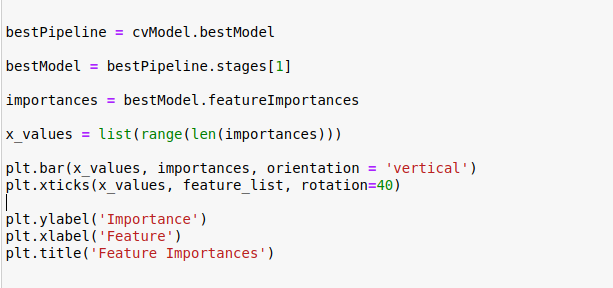 bestPipeline = cvModel.bestModel
bestModel = bestPipeline.stages[1]
importances = bestModel.featureImportances
x_values = list(range(len(importances)))
plt.bar(x_values, importances, orientation = 'vertical')
plt.xticks(x_values, feature_list, rotation=40)
plt.ylabel('Importance')
plt.xlabel('Feature')
plt.title('Feature Importances')